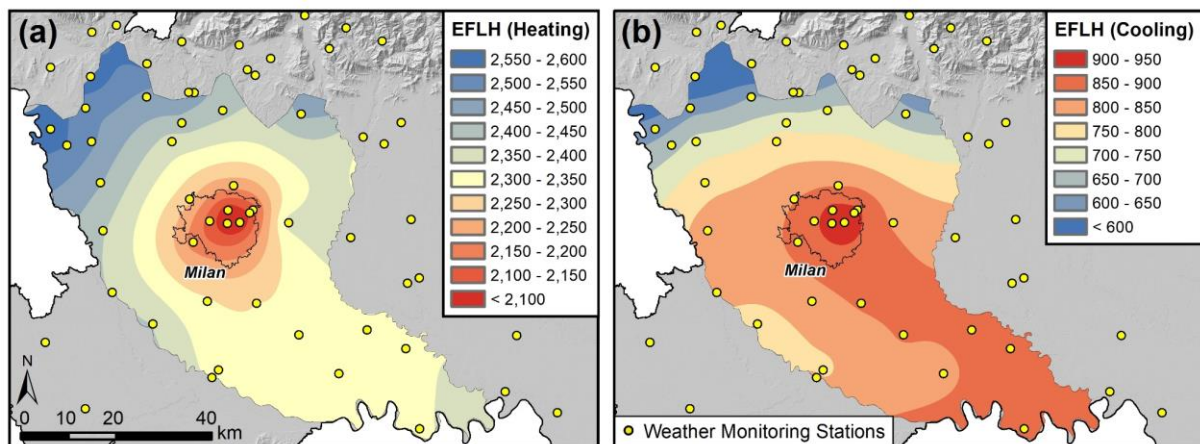 (a)
EFLH (Heating)
2,550 - 2,600
2,500 - 2,550
2,450 - 2,500
2,400 - 2,450
2,350 - 2,400
2,300 - 2,350
2,250 - 2,300
2,200 - 2,250
2,150 - 2,200
2,100 - 2,150
< 2,100
Milan
N
0 10 20 40
km
(b)
EFLH (Cooling)
900 - 950
850 - 900
800 - 850
750 - 800
700 - 750
650 - 700
600 - 650
< 600
Milan
Weather Monitoring Stations